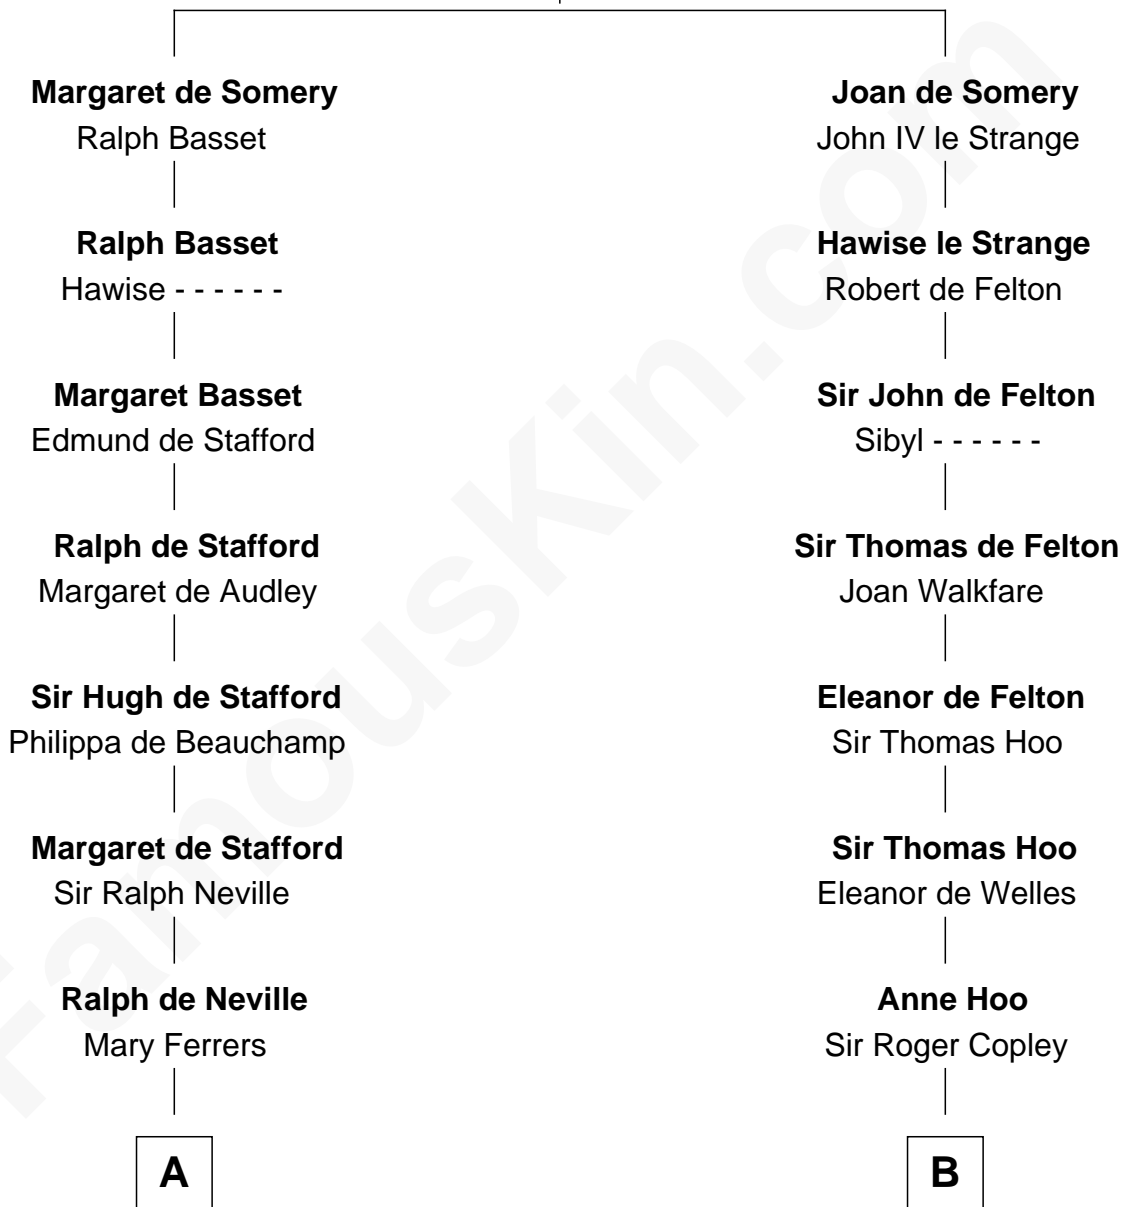 Margaret de Somery
Ralph Basset
Ralph Basset
Hawise - - - - - -
Margaret Basset
Edmund de Stafford
Ralph de Stafford
Margaret de Audley
Sir Hugh de Stafford
Philippa de Beauchamp
Margaret de Stafford
Sir Ralph Neville
Ralph de Neville
Mary Ferrers
A
Joan de Somery
John IV le Strange
Hawise le Strange
Robert de Felton
Sir John de Felton
Sibyl - - - - - -
Sir Thomas de Felton
Joan Walkfare
Eleanor de Felton
Sir Thomas Hoo
Sir Thomas Hoo
Eleanor de Welles
Anne Hoo
Sir Roger Copley
B
FamousKin.com